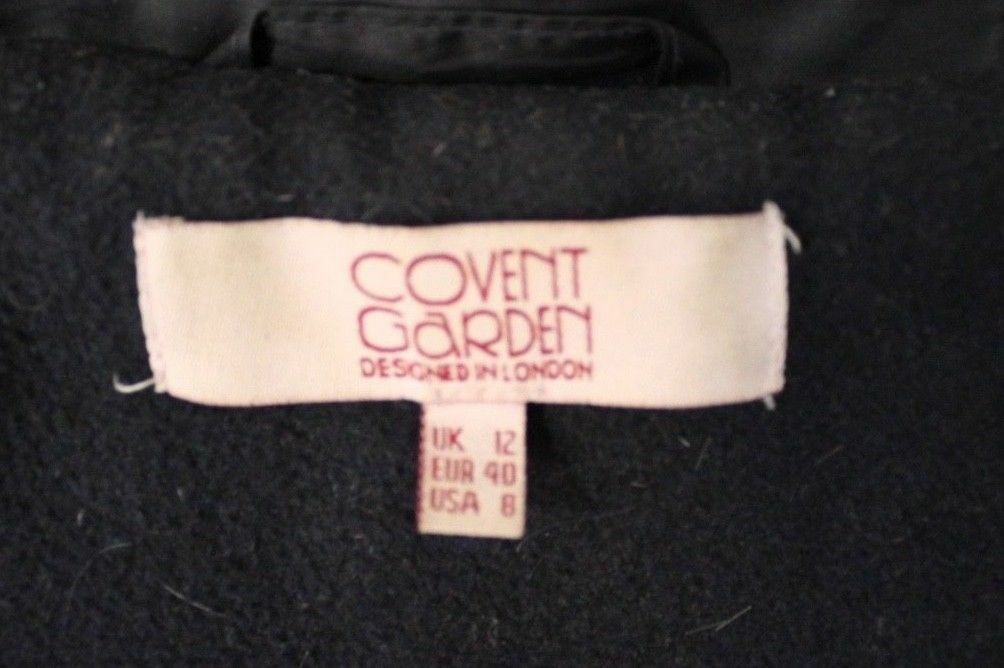 COVENT
GaRDEN
DESIGNED IN LONDON
UK 12
EUR 40
USA 8